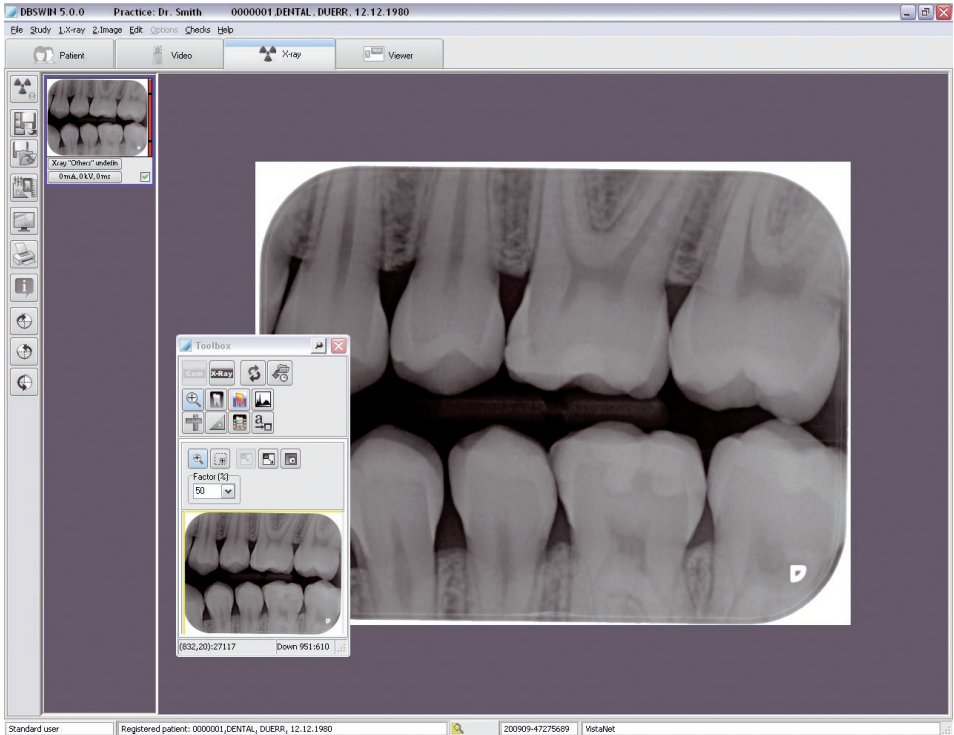 DBSWIN 5.0.0 Practice: Dr. Smith 0000001 ,DENTAL , DUERR, 12.12.1980
File Study 1.X-ray 2.Image Edit Options Checks Help
Patient Video X-ray Viewer
Xray "Others" undefin
0 mA, 0 kV, 0 ms
Toolbox
Cam X-Ray
a
Factor (%)
50
D
(832,20):27117 Down 951:610
Standard user Registered patient: 0000001 ,DENTAL, DUERR, 12.12.1980 200909-47275689 VistaNet